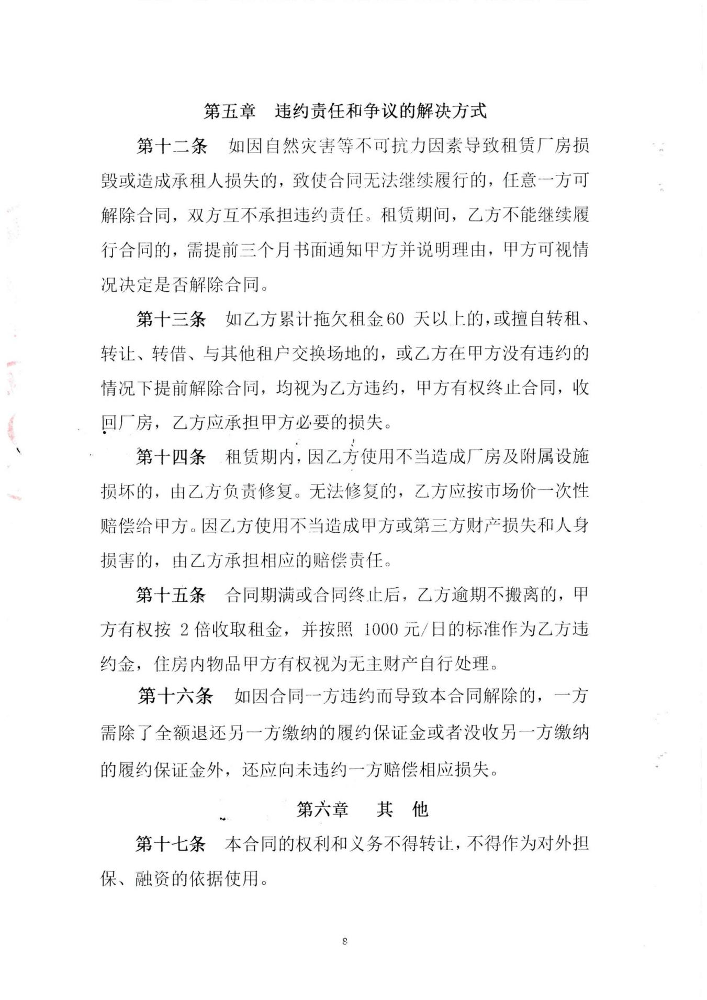 第五章　违约责任和争议的解决方式
第十二条　如因自然灾害等不可抗力因素导致租赁厂房损
毁或造成承租人损失的，致使合同无法继续履行的，任意一方可
解除合同，双方互不承担违约责任。租赁期间，乙方不能继续履
行合同的，需提前三个月书面通知甲方并说明理由，甲方可视情
况决定是否解除合同。
第十三条　如乙方累计拖欠租金60 天以上的，或擅自转租、
转让、转借、与其他租户交换场地的，或乙方在甲方没有违约的
情况下提前解除合同，均视为乙方违约，甲方有权终止合同，收
回厂房，乙方应承担甲方必要的损失。
第十四条　租赁期内，因乙方使用不当造成厂房及附属设施
损坏的，由乙方负责修复。无法修复的，乙方应按市场价一次性
赔偿给甲方。因乙方使用不当造成甲方或第三方财产损失和人身
损害的，由乙方承担相应的赔偿责任。
第十五条　合同期满或合同终止后，乙方逾期不搬离的，甲
方有权按 2 倍收取租金，并按照 1000 元/日的标准作为乙方违
约金，住房内物品甲方有权视为无主财产自行处理。
第十六条　如因合同一方违约而导致本合同解除的，一方
需除了全额退还另一方缴纳的履约保证金或者没收另一方缴纳
的履约保证金外，还应向未违约一方赔偿相应损失。
第六章　其　他
第十七条　本合同的权利和义务不得转让，不得作为对外担
保、融资的依据使用。
8